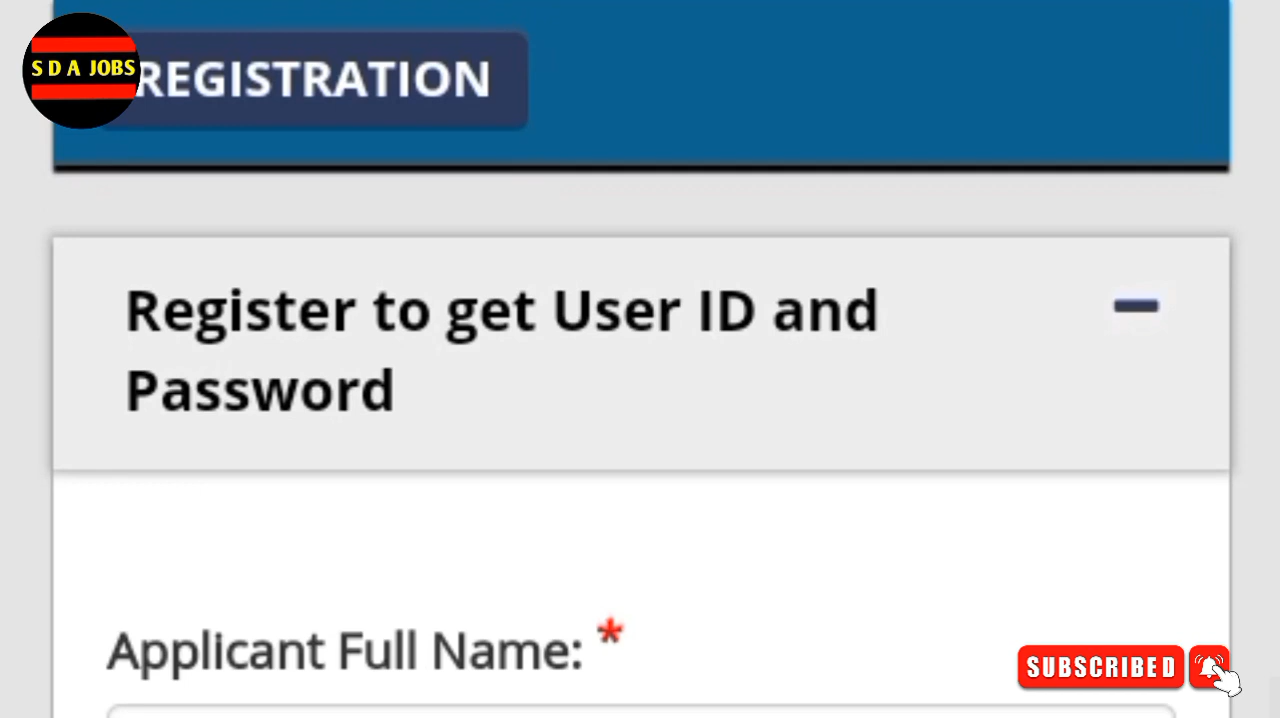 S D A JOBS
REGISTRATION
Register to get User ID and
Password
Applicant Full Name: *
SUBSCRIBED